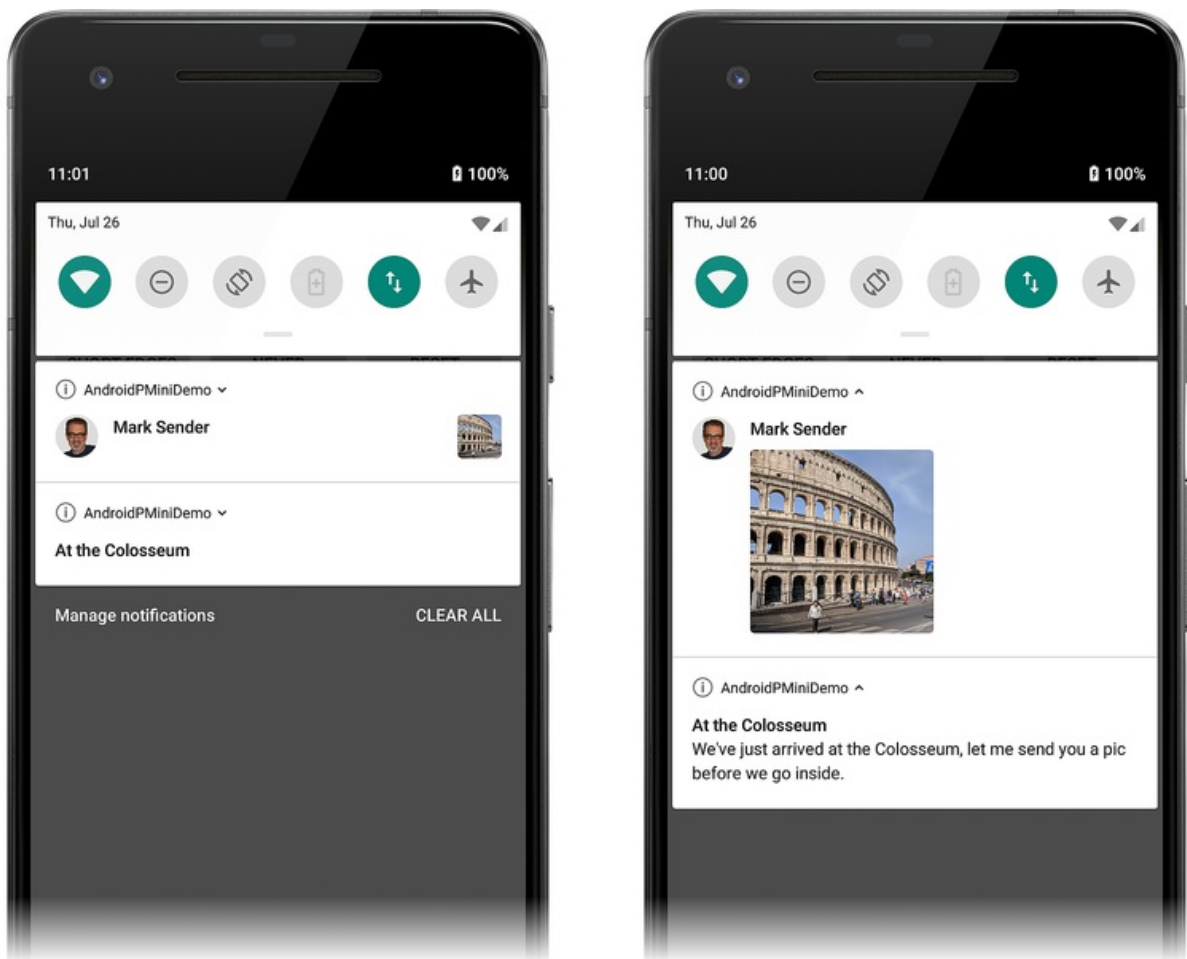 11:01
100%
Thu, Jul 26
AndroidPMiniDemo
Mark Sender
AndroidPMiniDemo
At the Colosseum
Manage notifications
CLEAR ALL
11:00
100%
Thu, Jul 26
AndroidPMiniDemo
Mark Sender
AndroidPMiniDemo
At the Colosseum
We've just arrived at the Colosseum, let me send you a pic
before we go inside.